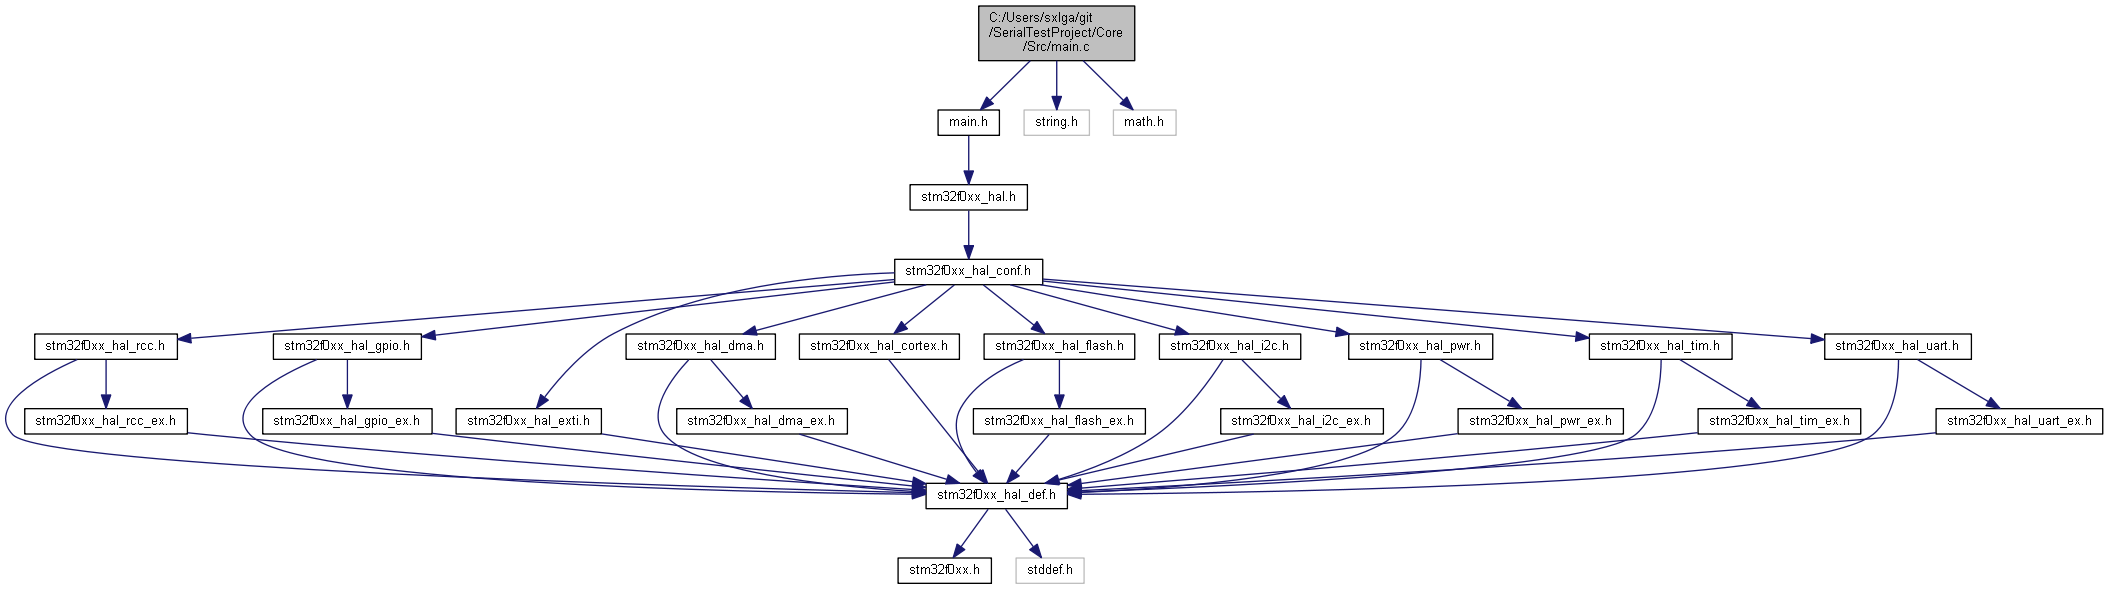 C:/Users/sxlga/git
/SerialTestProject/Core
/Src/main.c
main.h
string.h
math.h
stm32f0xx_hal.h
stm32f0xx_hal_conf.h
stm32f0xx_hal_rcc.h
stm32f0xx_hal_gpio.h
stm32f0xx_hal_dma.h
stm32f0xx_hal_cortex.h
stm32f0xx_hal_flash.h
stm32f0xx_hal_i2c.h
stm32f0xx_hal_pwr.h
stm32f0xx_hal_tim.h
stm32f0xx_hal_uart.h
stm32f0xx_hal_rcc_ex.h
stm32f0xx_hal_gpio_ex.h
stm32f0xx_hal_exti.h
stm32f0xx_hal_dma_ex.h
stm32f0xx_hal_flash_ex.h
stm32f0xx_hal_i2c_ex.h
stm32f0xx_hal_pwr_ex.h
stm32f0xx_hal_tim_ex.h
stm32f0xx_hal_uart_ex.h
stm32f0xx_hal_def.h
stm32f0xx.h
stddef.h